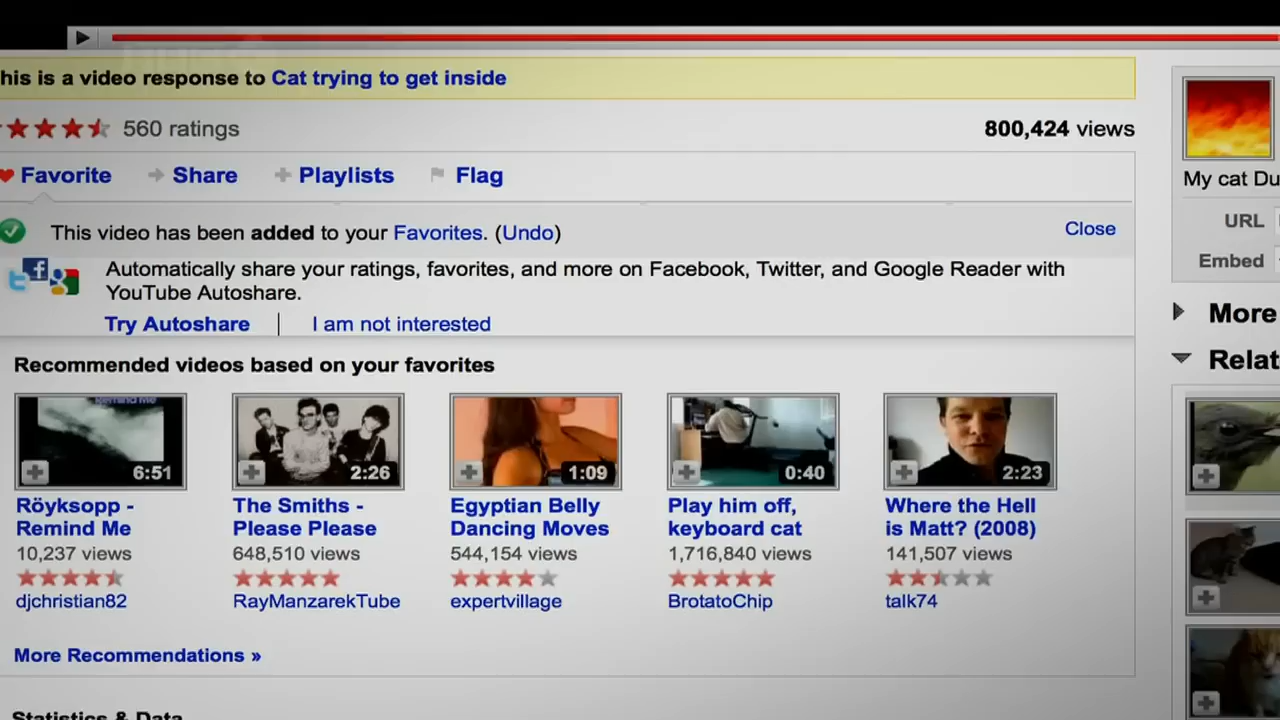 his is a video response to Cat trying to get inside
560 ratings
800,424 views
Favorite
Share
Playlists
Flag
This video has been added to your Favorites. (Undo)
Close
Automatically share your ratings, favorites, and more on Facebook, Twitter, and Google Reader with
YouTube Autoshare.
Try Autoshare
I am not interested
Recommended videos based on your favorites
6:51
2:26
1:09
0:40
2:23
Röyksopp -
Remind Me
10,237 views
djchristian82
The Smiths -
Please Please
648,510 views
RayManzarekTube
Egyptian Belly
Dancing Moves
544,154 views
expertvillage
Play him off,
keyboard cat
1,716,840 views
BrotatoChip
Where the Hell
is Matt? (2008)
141,507 views
talk74
More Recommendations »
Statistics & Data
My cat Du
URL
Embed
More
Relat